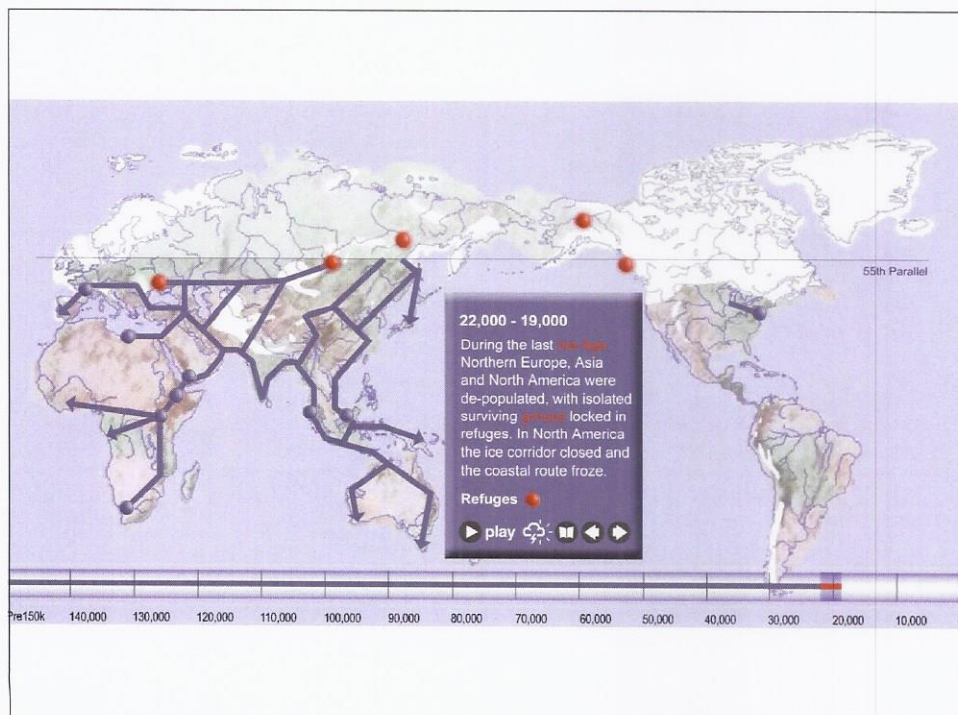 55th Parallel
22,000 - 19,000
During the last ice age
Northern Europe, Asia
and North America were
de-populated, with isolated
surviving groups locked in
refuges. In North America
the ice corridor closed and
the coastal route froze.
Refuges
play
Pre150k 140,000 130,000 120,000 100,000 90,000 80,000 70,000 60,000 50,000 40,000 30,000 20,000 10,000